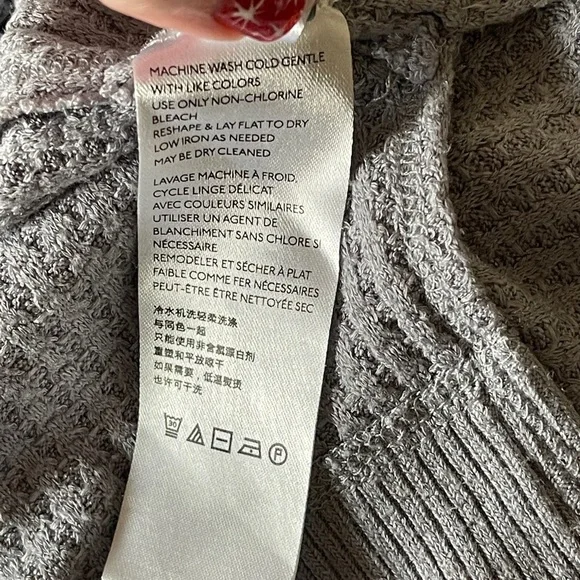 MACHINE WASH COLD GENTLE
WITH LIKE COLORS
USE ONLY NON-CHLORINE
BLEACH
RESHAPE & LAY FLAT TO DRY
LOW IRON AS NEEDED
MAY BE DRY CLEANED
LAVAGE MACHINE À FROID,
CYCLE LINGE DÉLICAT
AVEC COULEURS SIMILAIRES
UTILISER UN AGENT DE
BLANCHIMENT SANS CHLORE SI
NÉCESSAIRE
REMODELER ET SÉCHER À PLAT
FAIBLE COMME FER NÉCESSAIRES
PEUT-ÊTRE ÊTRE NETTOYÉE SEC
冷水机洗轻柔洗涤
与同色一起
只能使用非含氯漂白剂
重塑和平放晾干
如果需要，低温熨烫
也许可干洗
30 P